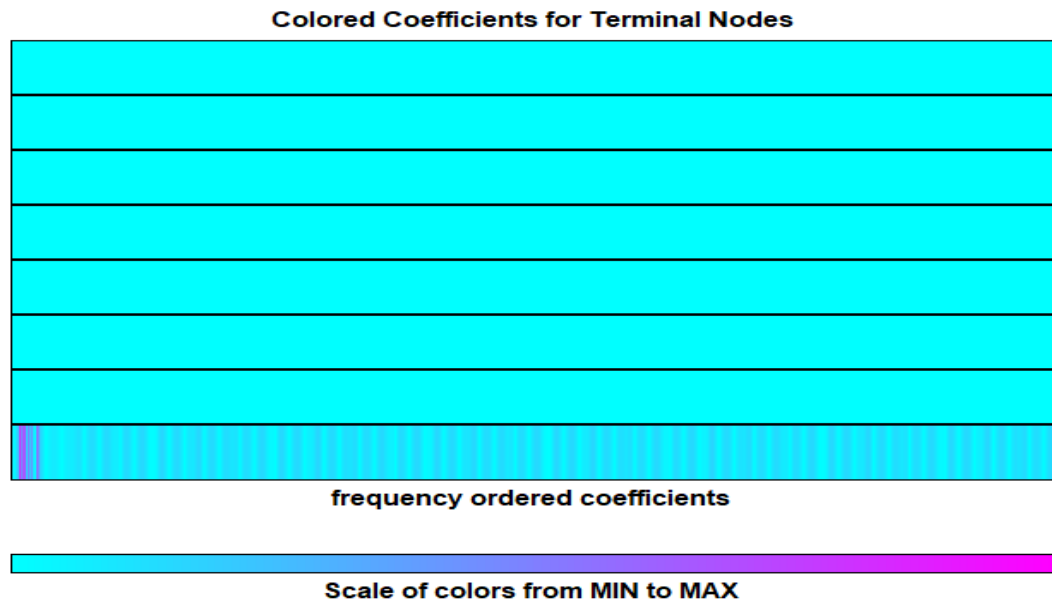 Colored Coefficients for Terminal Nodes
frequency ordered coefficients
Scale of colors from MIN to MAX